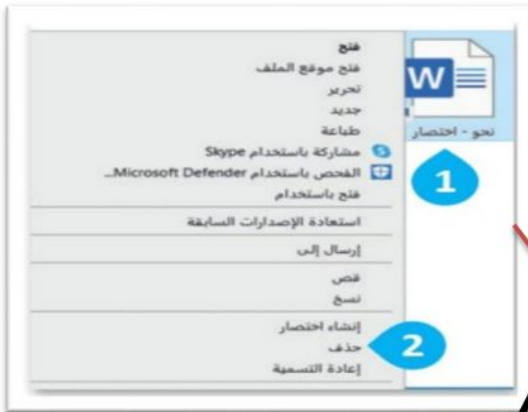 فتح
فتح موقع الملف
تحرير
جديد
طباعة
مشاركة باستخدام Skype
الفحص باستخدام Microsoft Defender...
فتح باستخدام
استعادة الإصدارات السابقة
إرسال إلى
قص
نسخ
إنشاء اختصار
حذف
إعادة التسمية
W
نحو - اختصار
1
2